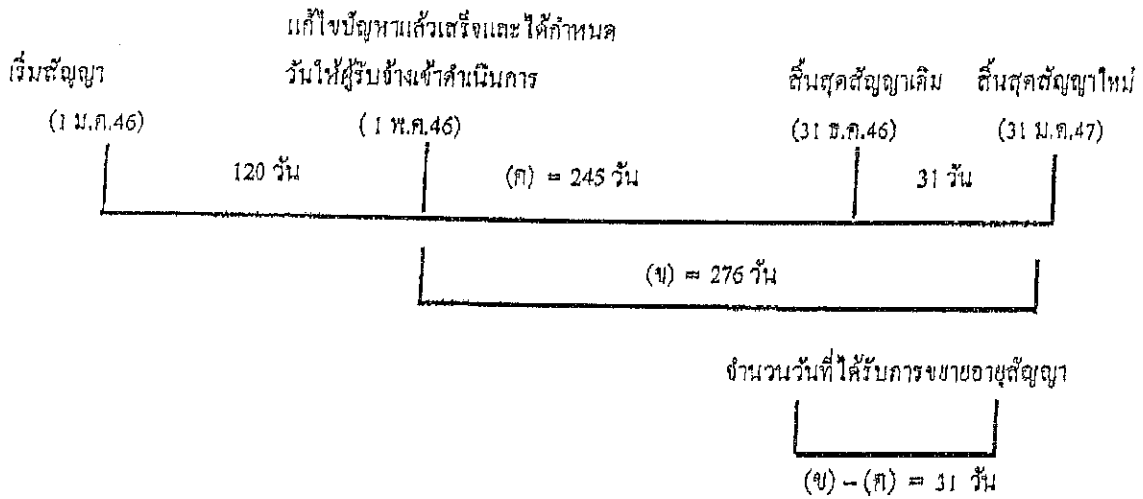 แก้ไขปัญหาแล้วเสร็จและได้กำหนด
เริ่มสัญญา วันให้ผู้รับจ้างเข้าดำเนินการ สิ้นสุดสัญญาเดิม สิ้นสุดสัญญาใหม่
(1 ม.ค.46) (1 พ.ค.46) (31 ธ.ค.46) (31 ม.ค.47)
120 วัน (ค) = 245 วัน 31 วัน
(ข) = 276 วัน
จำนวนวันที่ได้รับการขยายอายุสัญญา
(ข) – (ค) = 31 วัน